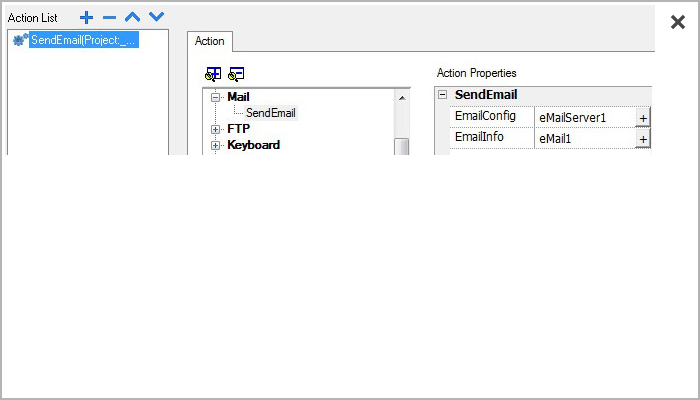 Action List
SendEmail(Project:_...
Action
Mail
SendEmail
FTP
Keyboard
Action Properties
SendEmail
EmailConfig eMailServer1 +
EmailInfo eMail1 +